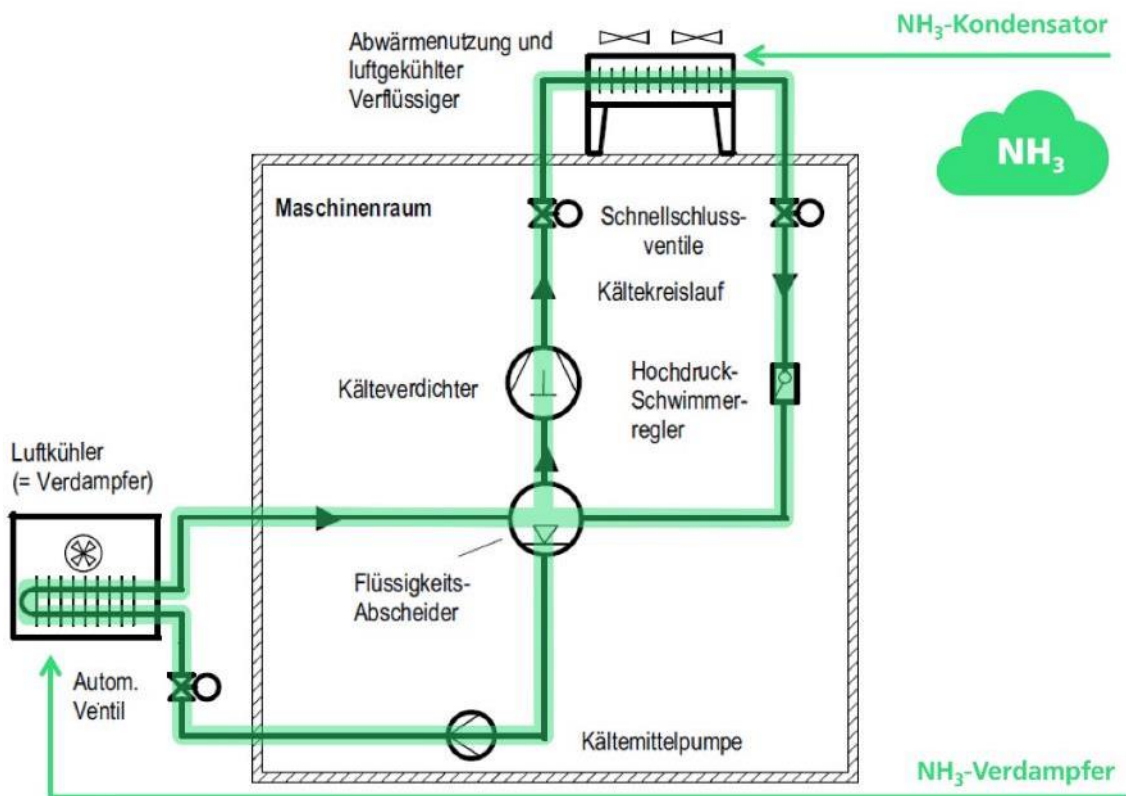 Abwärmenutzung und
luftgekühlter
Verflüssiger
NH₃-Kondensator
NH₃
Maschinenraum
Schnellschluss-
ventile
Kältekreislauf
Kälteverdichter
Hochdruck-
Schwimmer-
regler
Luftkühler
(= Verdampfer)
Flüssigkeits-
Abscheider
Autom.
Ventil
Kältemittelpumpe
NH₃-Verdampfer